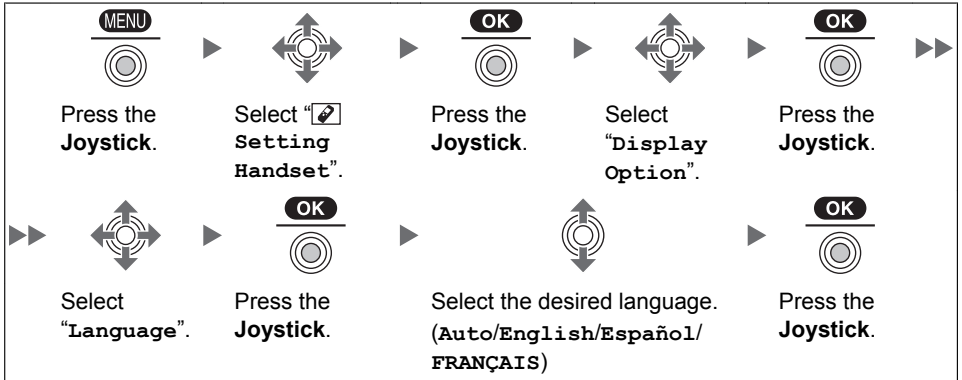 MENU
OK
OK
Press the
Joystick.
Select “
Setting
Handset”.
Press the
Joystick.
Select
“Display
Option”.
Press the
Joystick.
OK
OK
Select
“Language”.
Press the
Joystick.
Select the desired language.
(Auto/English/Español/
FRANÇAIS)
Press the
Joystick.